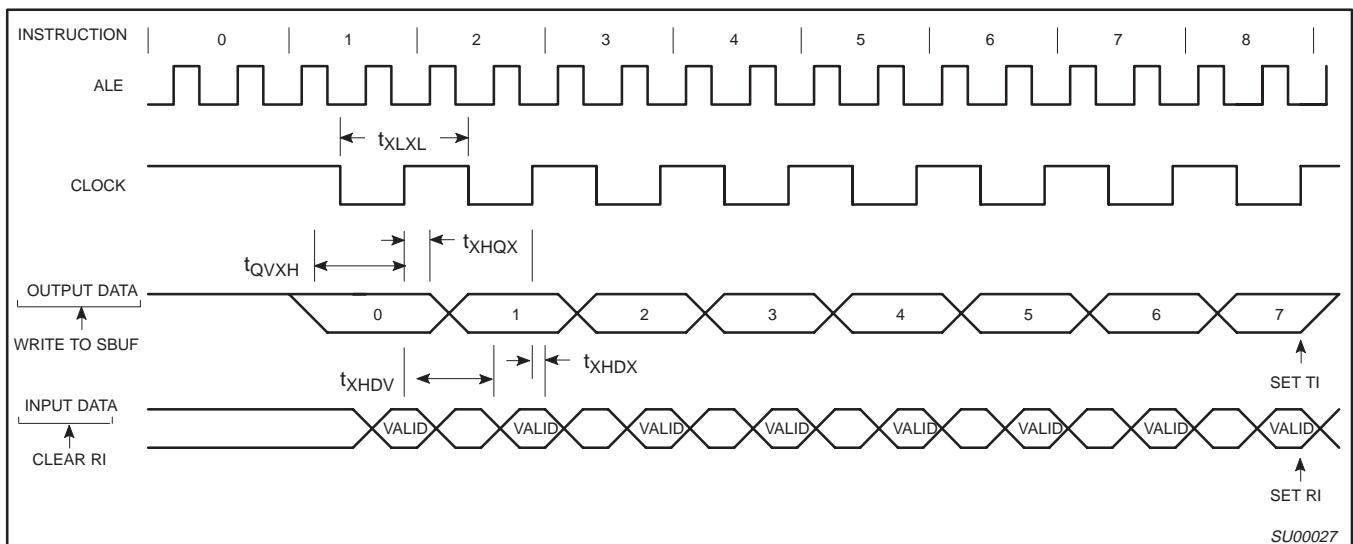 INSTRUCTION 0 1 2 3 4 5 6 7 8
ALE
tXLXL
CLOCK
tXHQX
tQVXH
OUTPUT DATA
0 1 2 3 4 5 6 7
WRITE TO SBUF
tXHDX
tXHDV
SET TI
INPUT DATA
VALID VALID VALID VALID VALID VALID VALID VALID
CLEAR RI
SET RI
SU00027